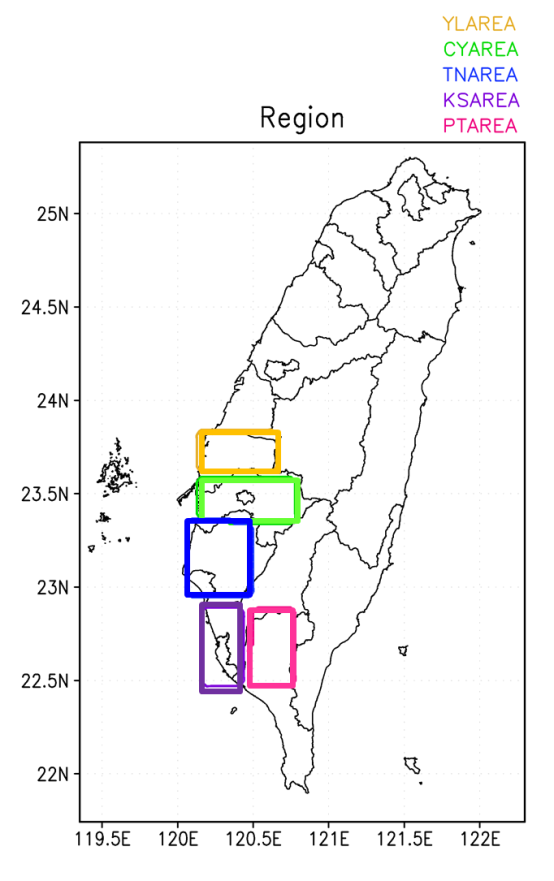 YLAREA
CYAREA
TNAREA
KSAREA
PTAREA
Region
25N
24.5N
24N
23.5N
23N
22.5N
22N
119.5E 120E 120.5E 121E 121.5E 122E